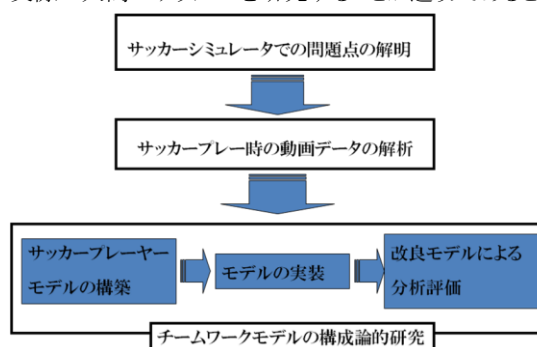 サッカーシミュレータでの問題点の解明
サッカープレー時の動画データの解析
サッカープレーヤー
モデルの構築
モデルの実装
改良モデルによる
分析評価
チームワークモデルの構成論的研究